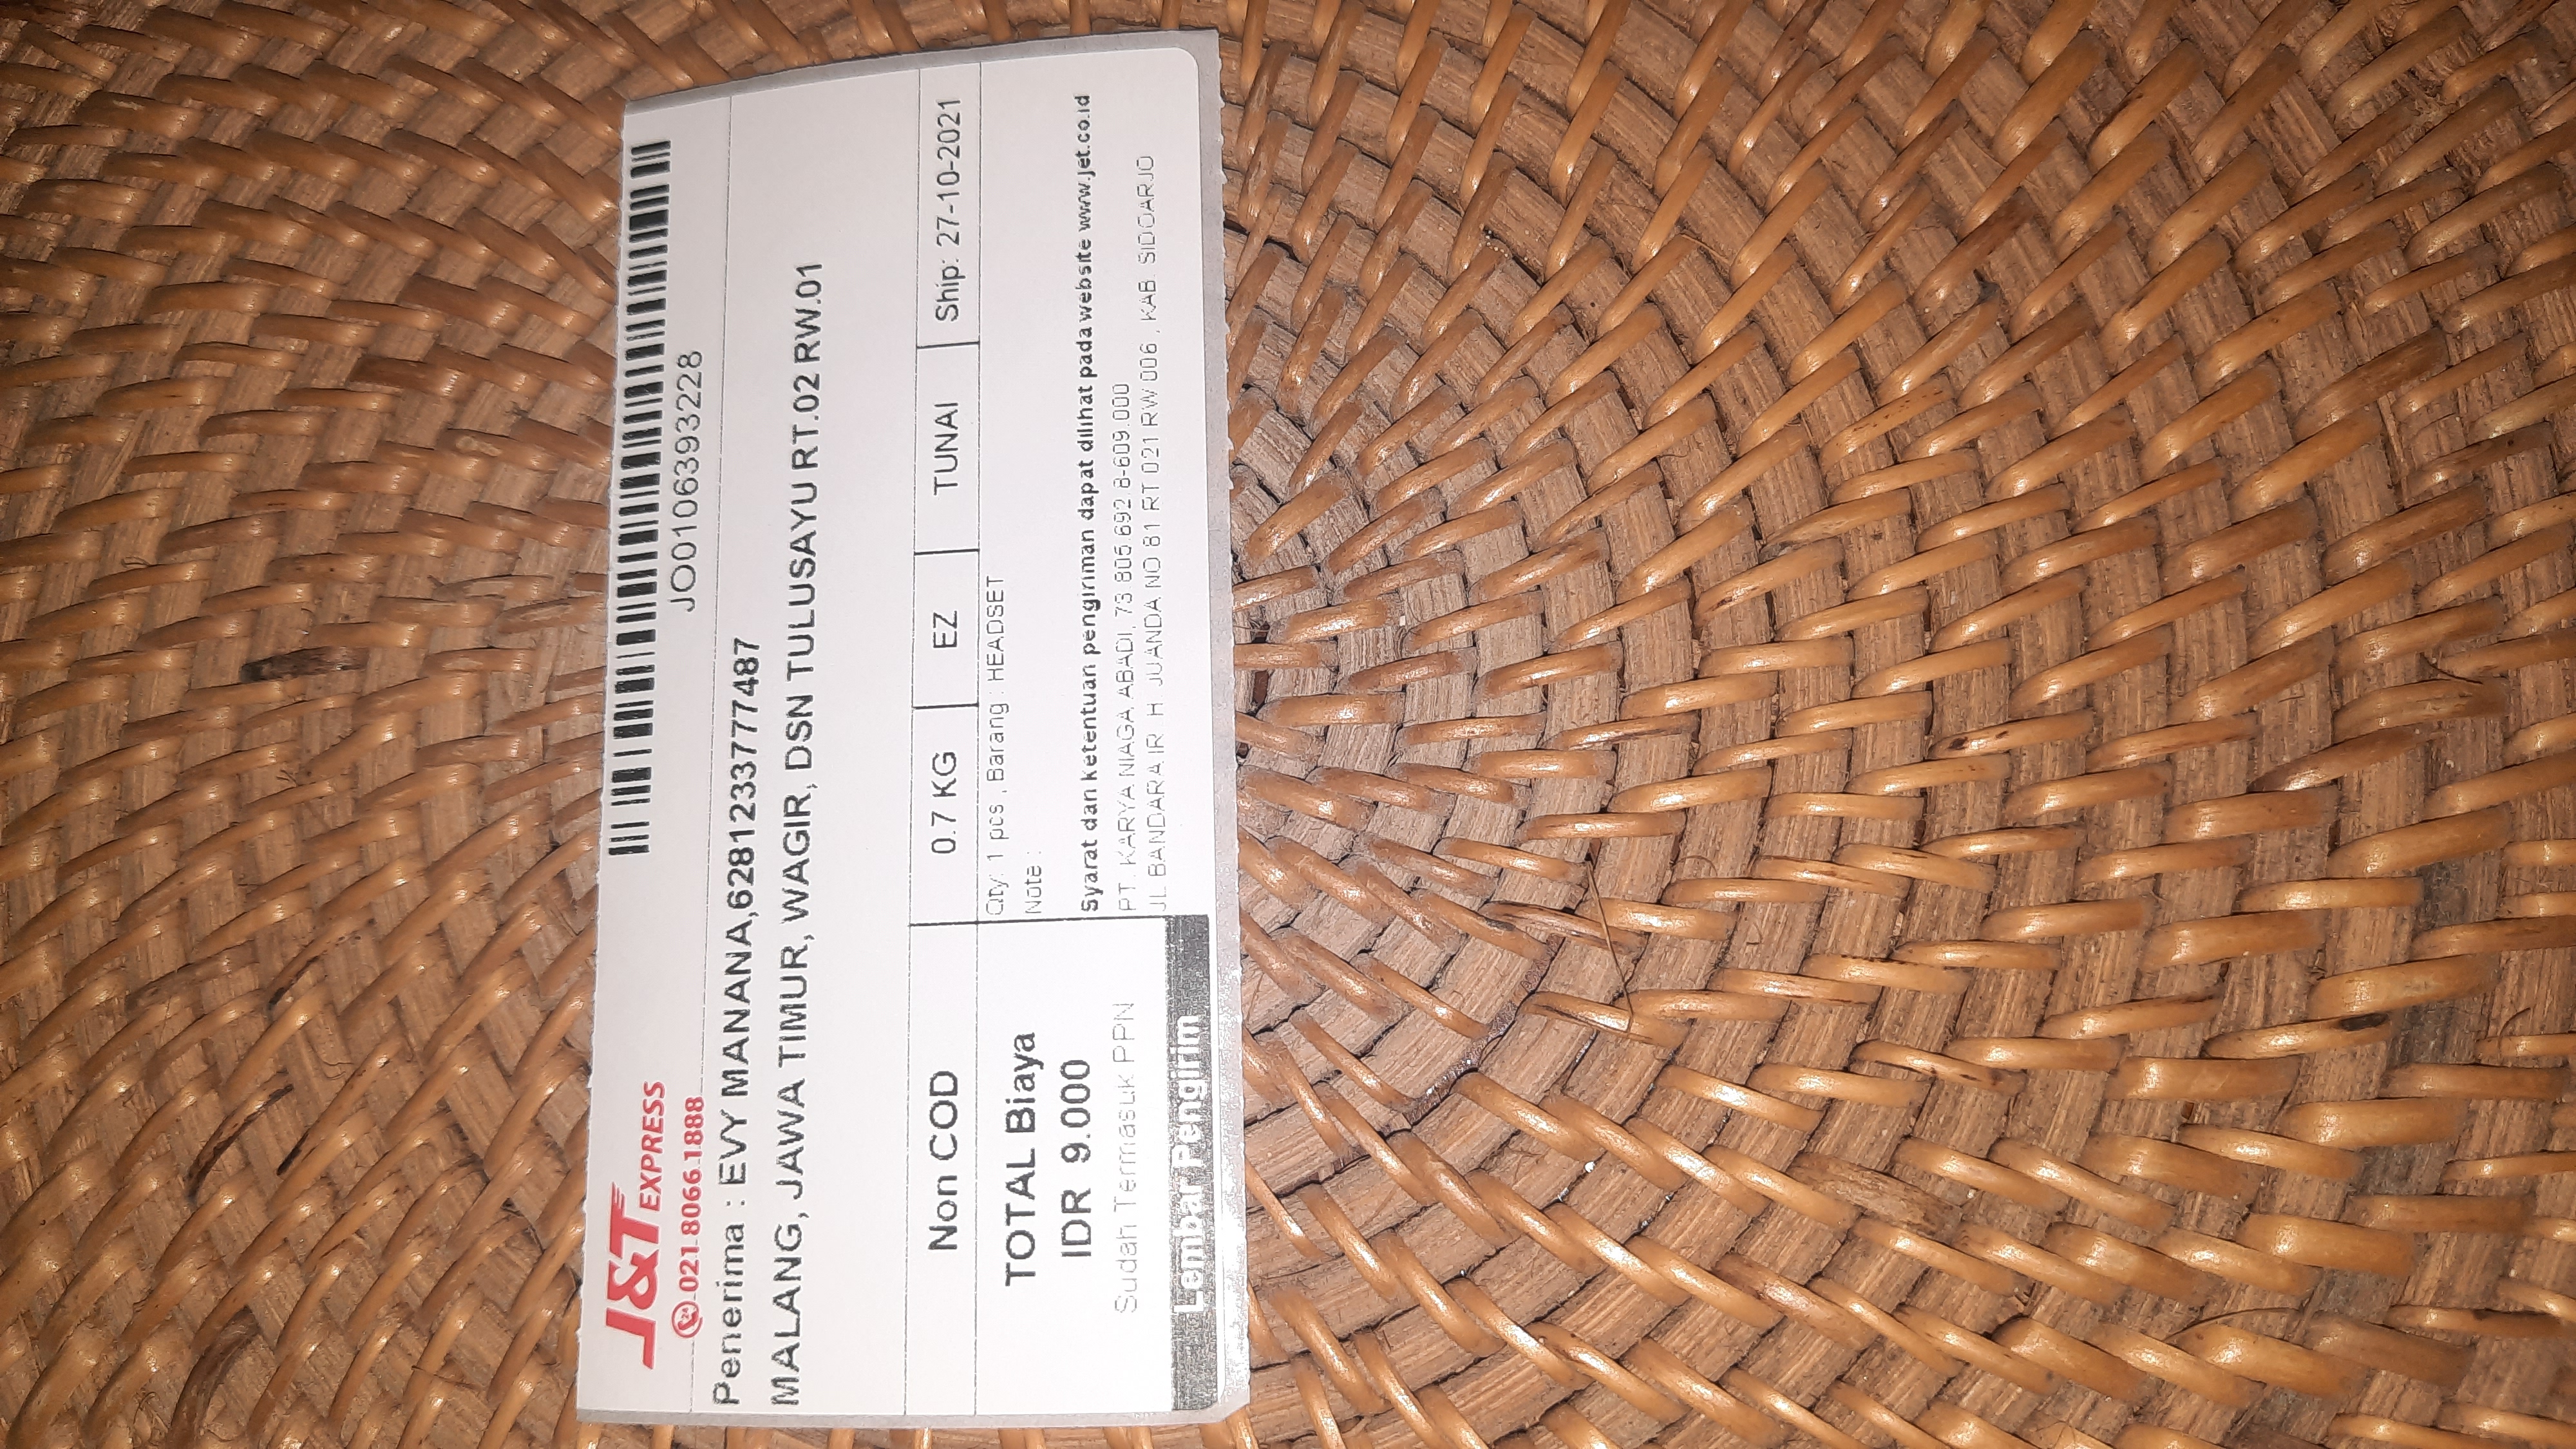 J&T EXPRESS
021 8066 1888
JO0106393228
Penerima : EVY MANANA,6281233777487
MALANG, JAWA TIMUR, WAGIR, DSN TULUSAYU RT.02 RW.01
Non COD 0.7 KG EZ TUNAI Ship: 27-10-2021
TOTAL Biaya
IDR 9.000
Sudah Termasuk PPN
Lembar Pengirim
Qty: 1 pcs , Barang : HEADSET
Note :
Syarat dan ketentuan pengiriman dapat dilihat pada website www.jet.co.id
PT. KARYA NIAGA ABADI, 73.805.692.8-609.000
JL. BANDARA IR. H. JUANDA NO 81 RT 021 RW 006 , KAB. SIDOARJO